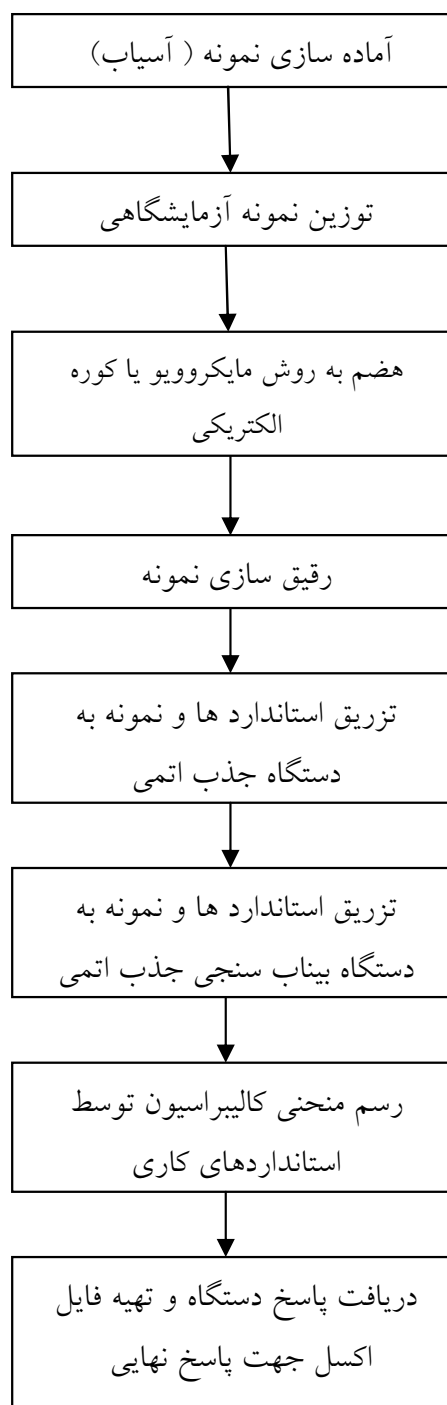 آماده سازی نمونه ( آسیاب)
توزین نمونه آزمایشگاهی
هضم به روش مایکروویو یا کوره
الکتریکی
رقیق سازی نمونه
تزریق استاندارد ها و نمونه به
دستگاه جذب اتمی
تزریق استاندارد ها و نمونه به
دستگاه بیناب سنجی جذب اتمی
رسم منحنی کالیبراسیون توسط
استانداردهای کاری
دریافت پاسخ دستگاه و تهیه فایل
اکسل جهت پاسخ نهایی